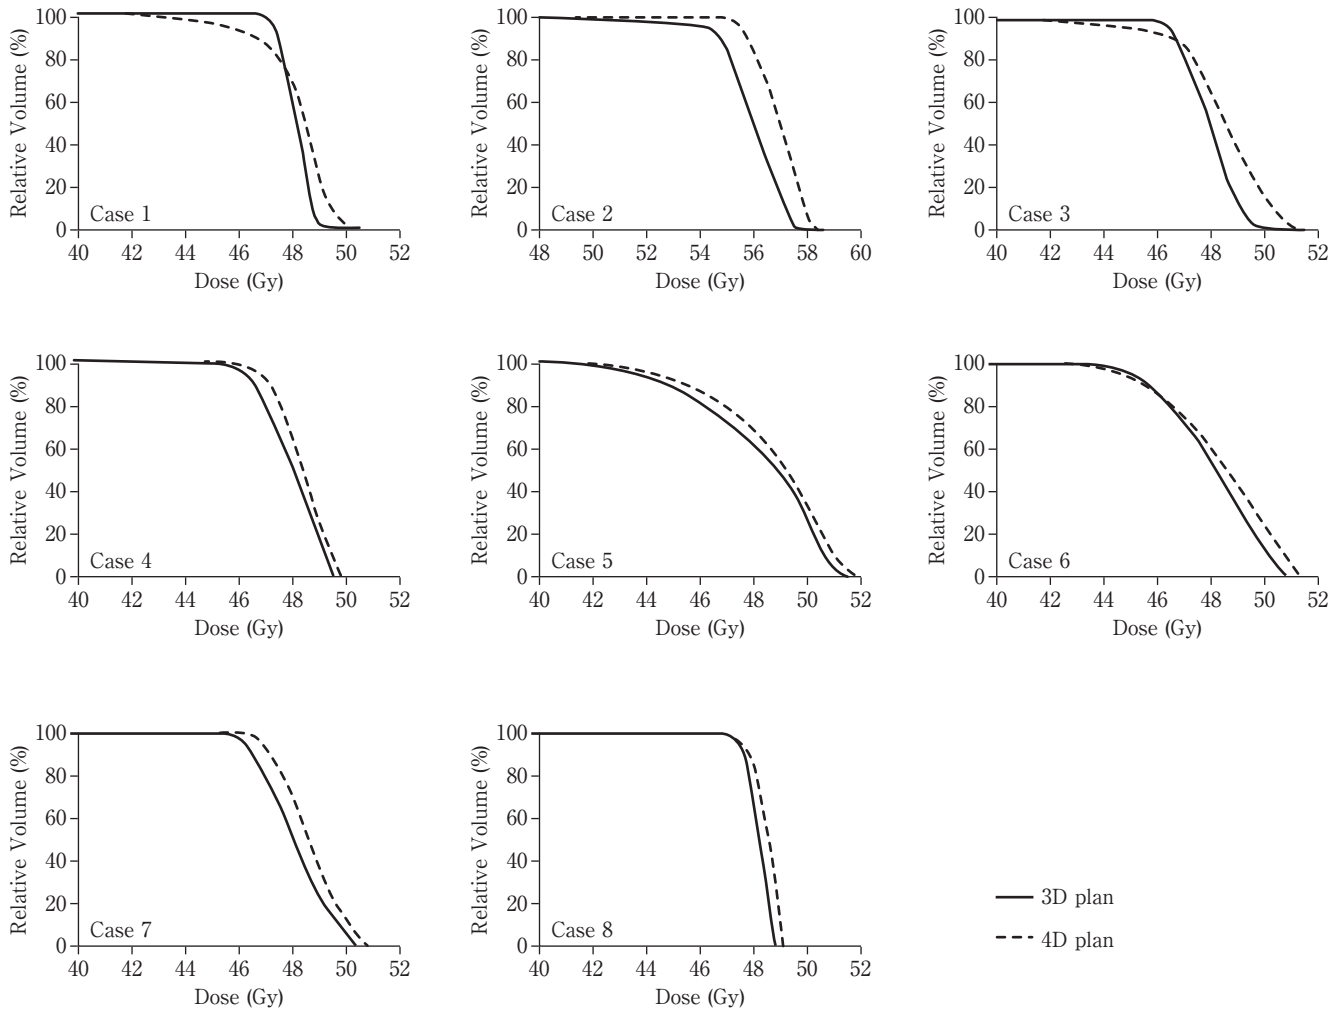 Relative Volume (%)
100
80
60
40
20
0
Case 1
40 42 44 46 48 50 52
Dose (Gy)
Relative Volume (%)
100
80
60
40
20
0
Case 2
48 50 52 54 56 58 60
Dose (Gy)
Relative Volume (%)
100
80
60
40
20
0
Case 3
40 42 44 46 48 50 52
Dose (Gy)
Relative Volume (%)
100
80
60
40
20
0
Case 4
40 42 44 46 48 50 52
Dose (Gy)
Relative Volume (%)
100
80
60
40
20
0
Case 5
40 42 44 46 48 50 52
Dose (Gy)
Relative Volume (%)
100
80
60
40
20
0
Case 6
40 42 44 46 48 50 52
Dose (Gy)
Relative Volume (%)
100
80
60
40
20
0
Case 7
40 42 44 46 48 50 52
Dose (Gy)
Relative Volume (%)
100
80
60
40
20
0
Case 8
40 42 44 46 48 50 52
Dose (Gy)
3D plan
4D plan